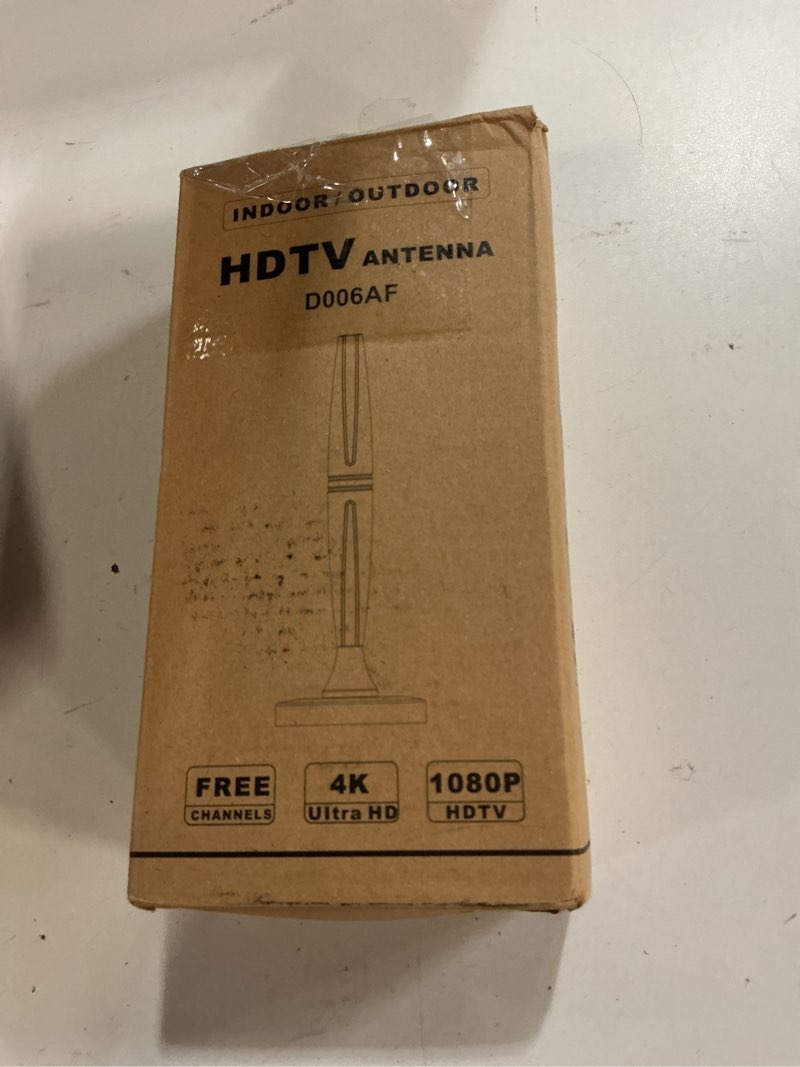 INDOOR / OUTDOOR
HDTV ANTENNA
D006AF
FREE
CHANNELS
4K
Ultra HD
1080P
HDTV